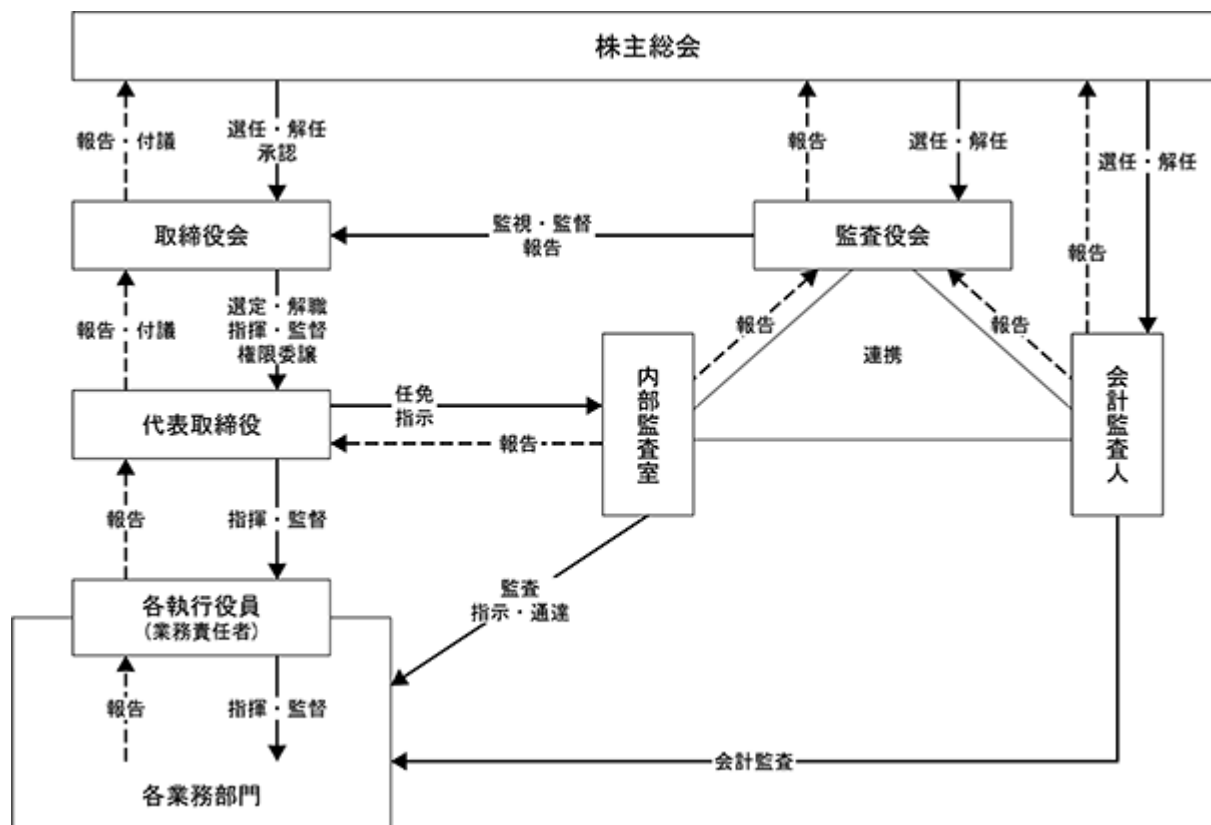 株主総会
報告・付議
選任・解任
承認
報告
選任・解任
選任・解任
取締役会
監視・監督
報告
監査役会
報告
報告・付議
選定・解職
指揮・監督
権限委譲
報告
報告
連携
内部監査室
会計監査人
代表取締役
任免
指示
報告
報告
指揮・監督
各執行役員
（業務責任者）
監査
指示・通達
報告
指揮・監督
会計監査
各業務部門